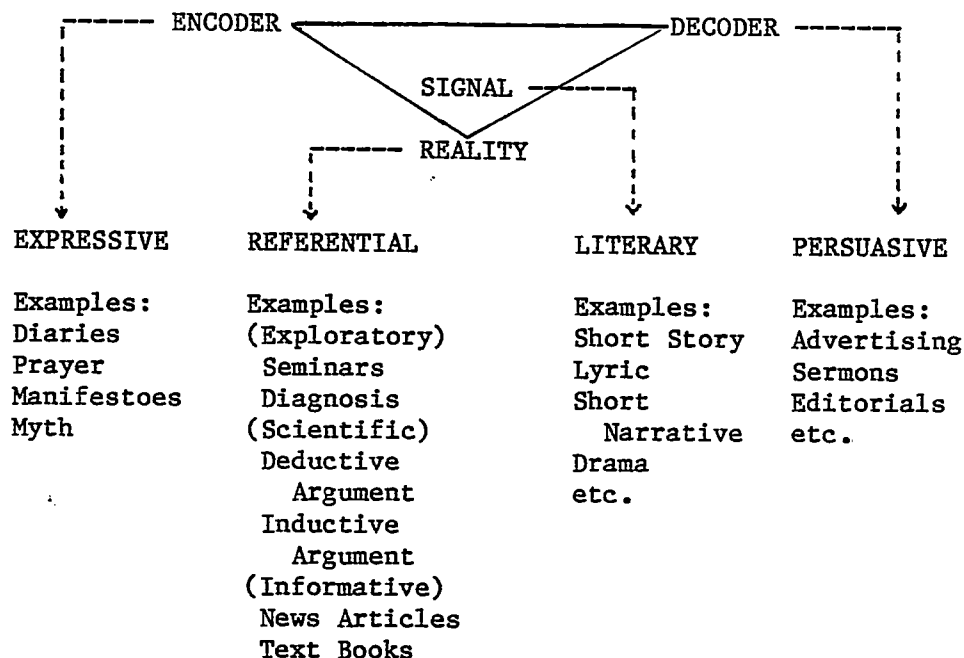 ENCODER
DECODER
SIGNAL
REALITY
EXPRESSIVE
Examples:
Diaries
Prayer
Manifestoes
Myth
REFERENTIAL
Examples:
(Exploratory)
Seminars
Diagnosis
(Scientific)
Deductive
Argument
Inductive
Argument
(Informative)
News Articles
Text Books
LITERARY
Examples:
Short Story
Lyric
Short
Narrative
Drama
etc.
PERSUASIVE
Examples:
Advertising
Sermons
Editorials
etc.